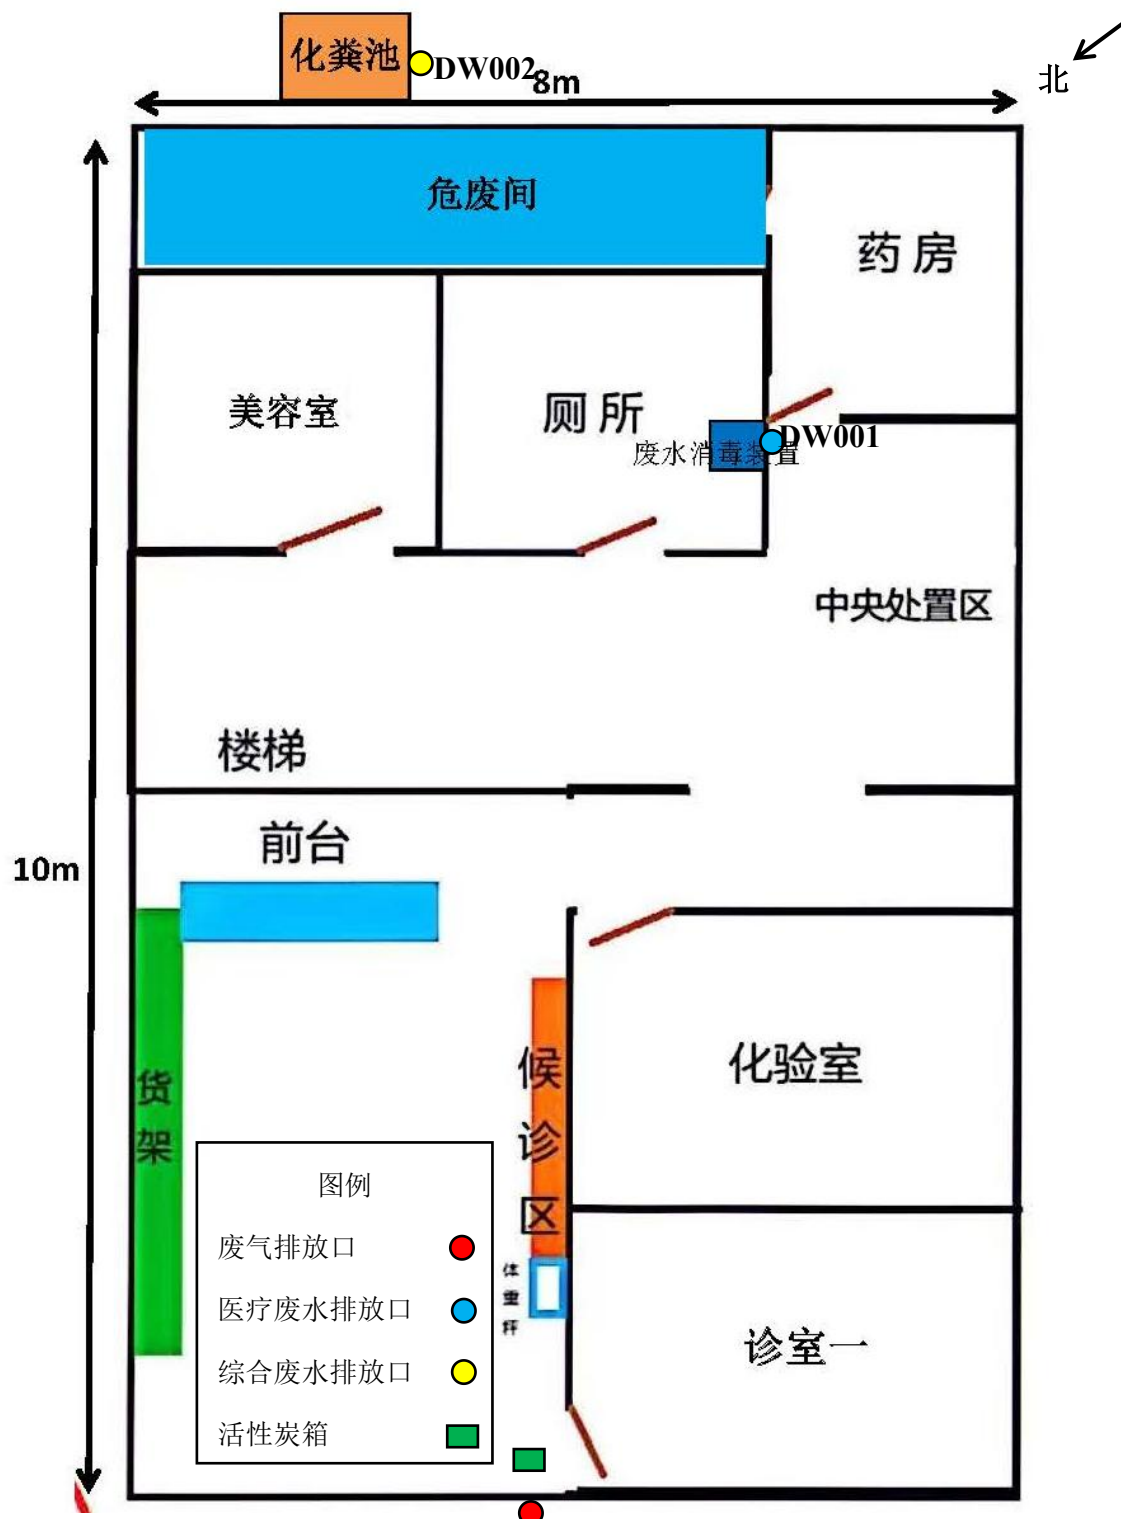 化粪池
DW002
8m
北
危废间
药房
美容室
厕所
DW001
废水消毒装置
中央处置区
楼梯
前台
10m
货架
候诊区
化验室
体重秤
诊室一
图例
废气排放口
医疗废水排放口
综合废水排放口
活性炭箱